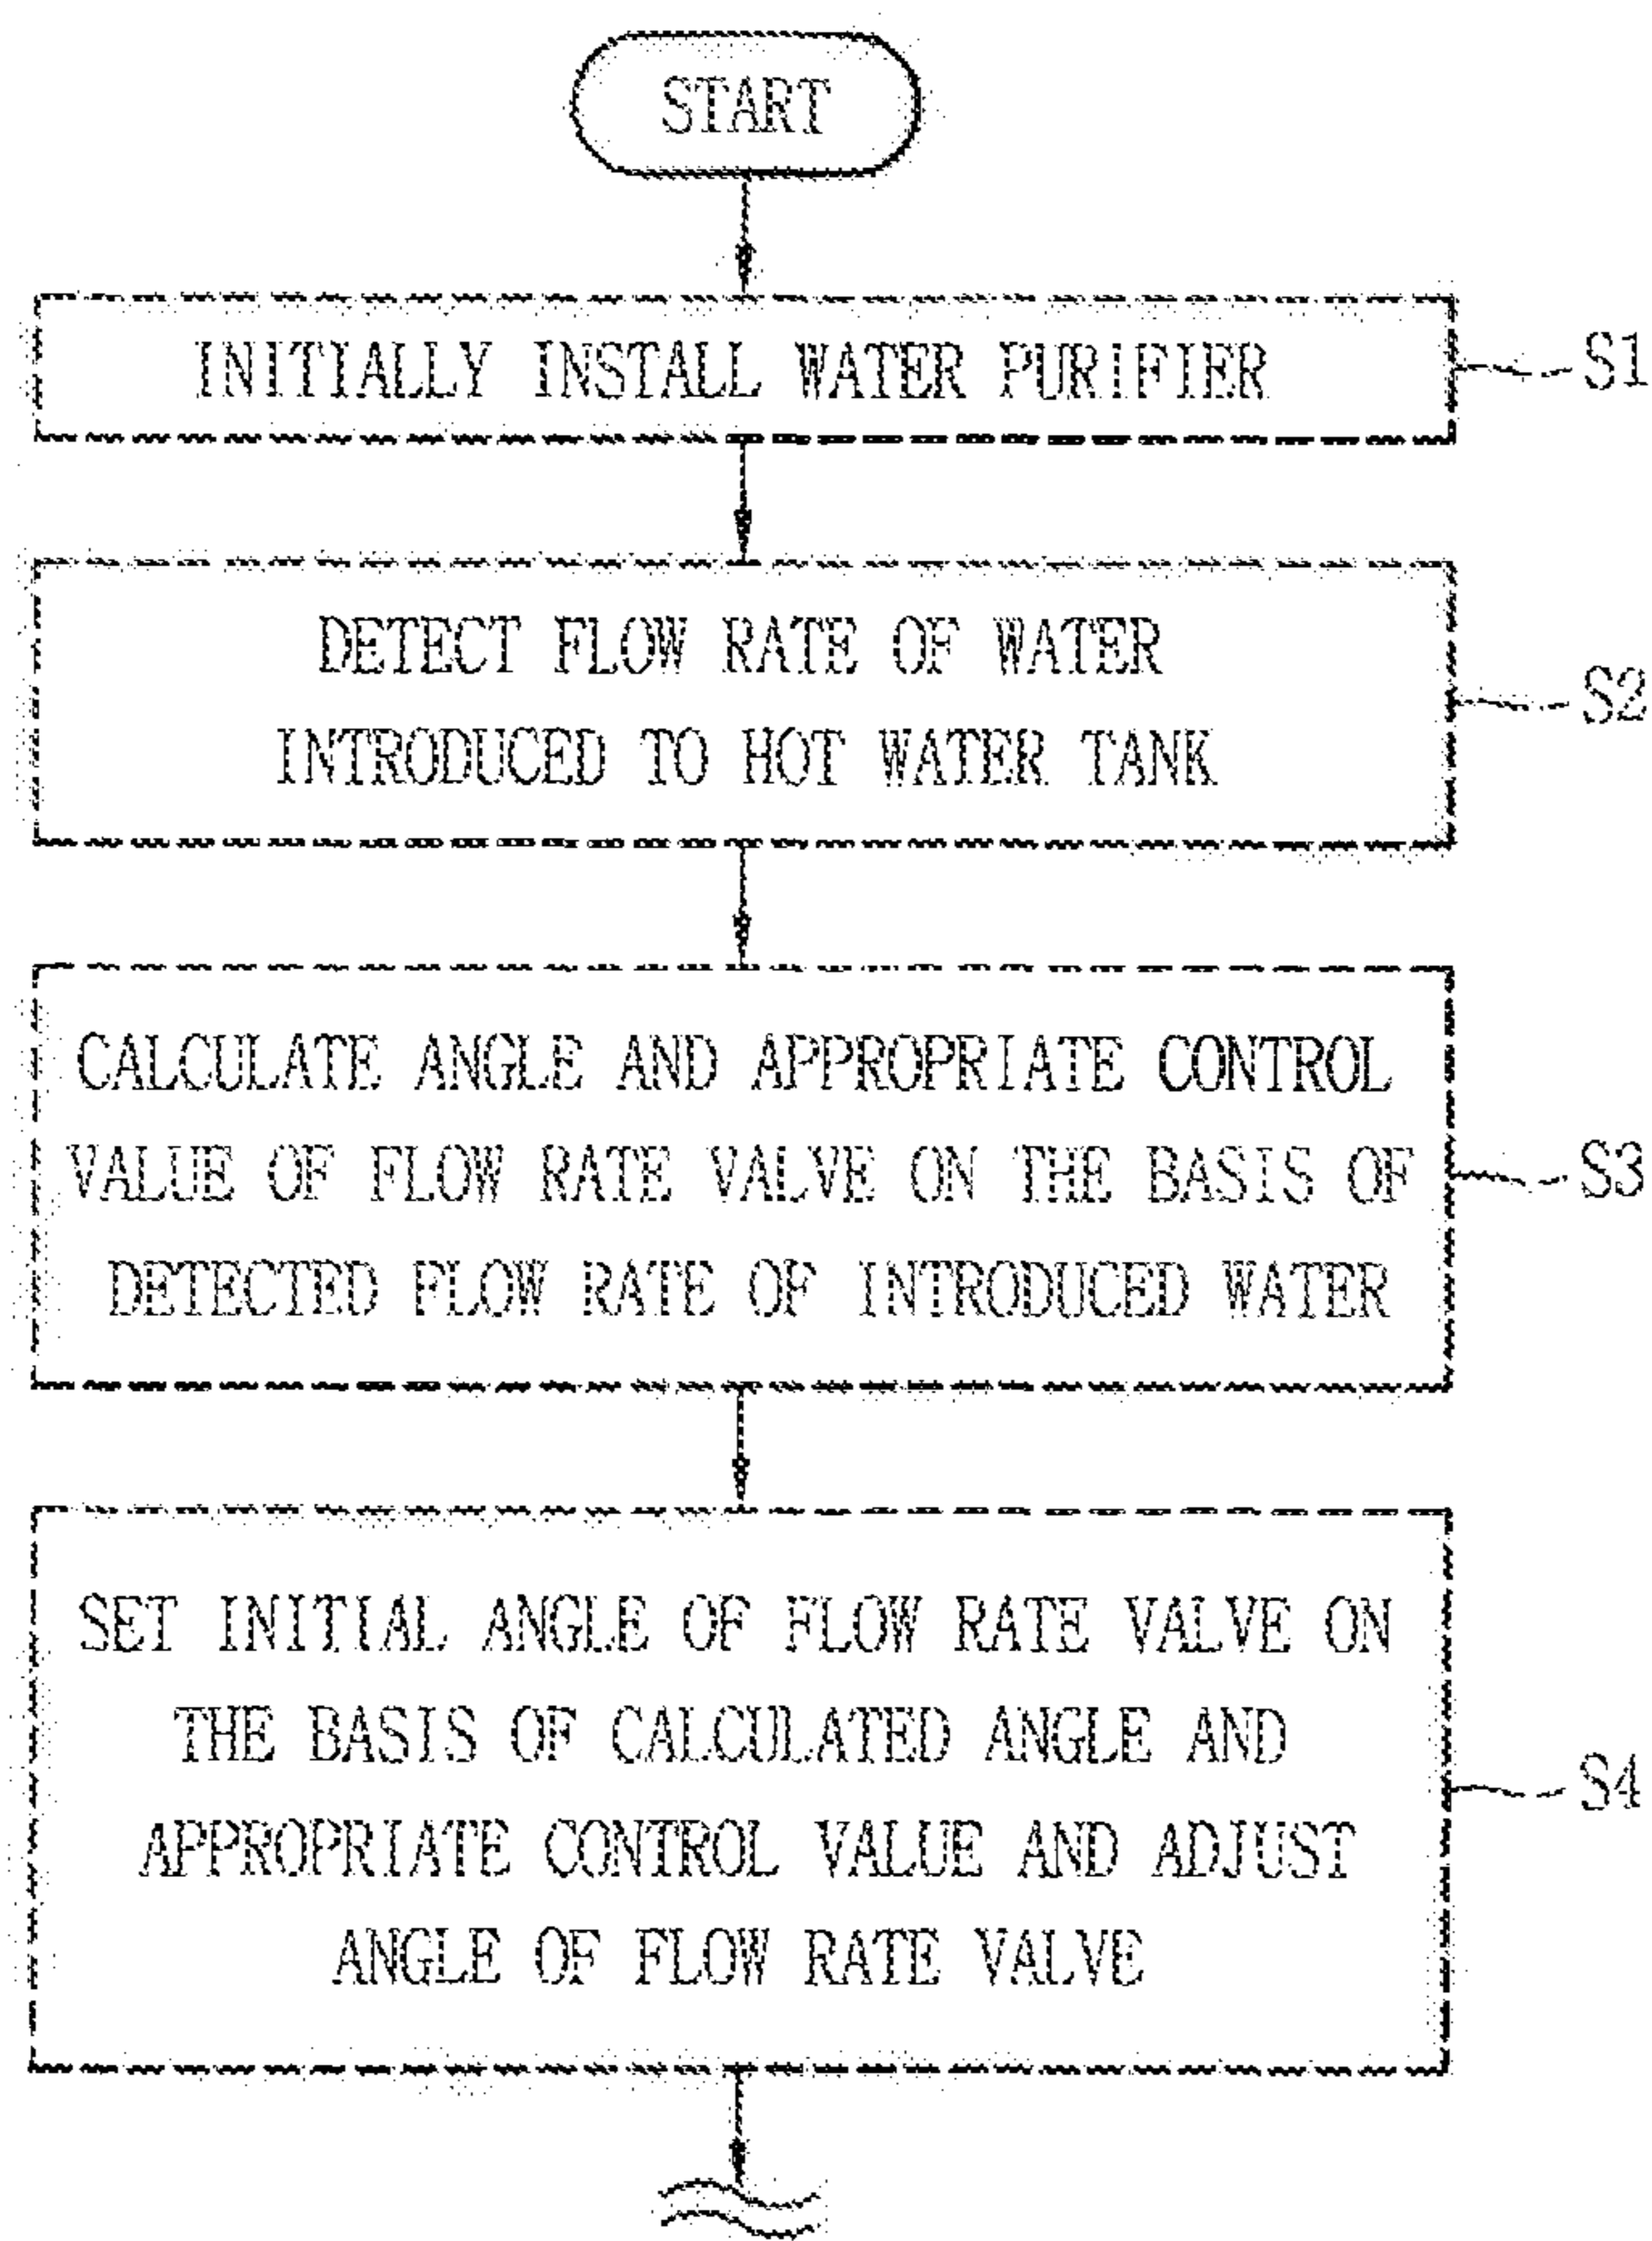 START
INITIALLY INSTALL WATER PURIFIER
S1
DETECT FLOW RATE OF WATER
INTRODUCED TO HOT WATER TANK
S2
CALCULATE ANGLE AND APPROPRIATE CONTROL
VALUE OF FLOW RATE VALVE ON THE BASIS OF
DETECTED FLOW RATE OF INTRODUCED WATER
S3
SET INITIAL ANGLE OF FLOW RATE VALVE ON
THE BASIS OF CALCULATED ANGLE AND
APPROPRIATE CONTROL VALUE AND ADJUST
ANGLE OF FLOW RATE VALVE
S4